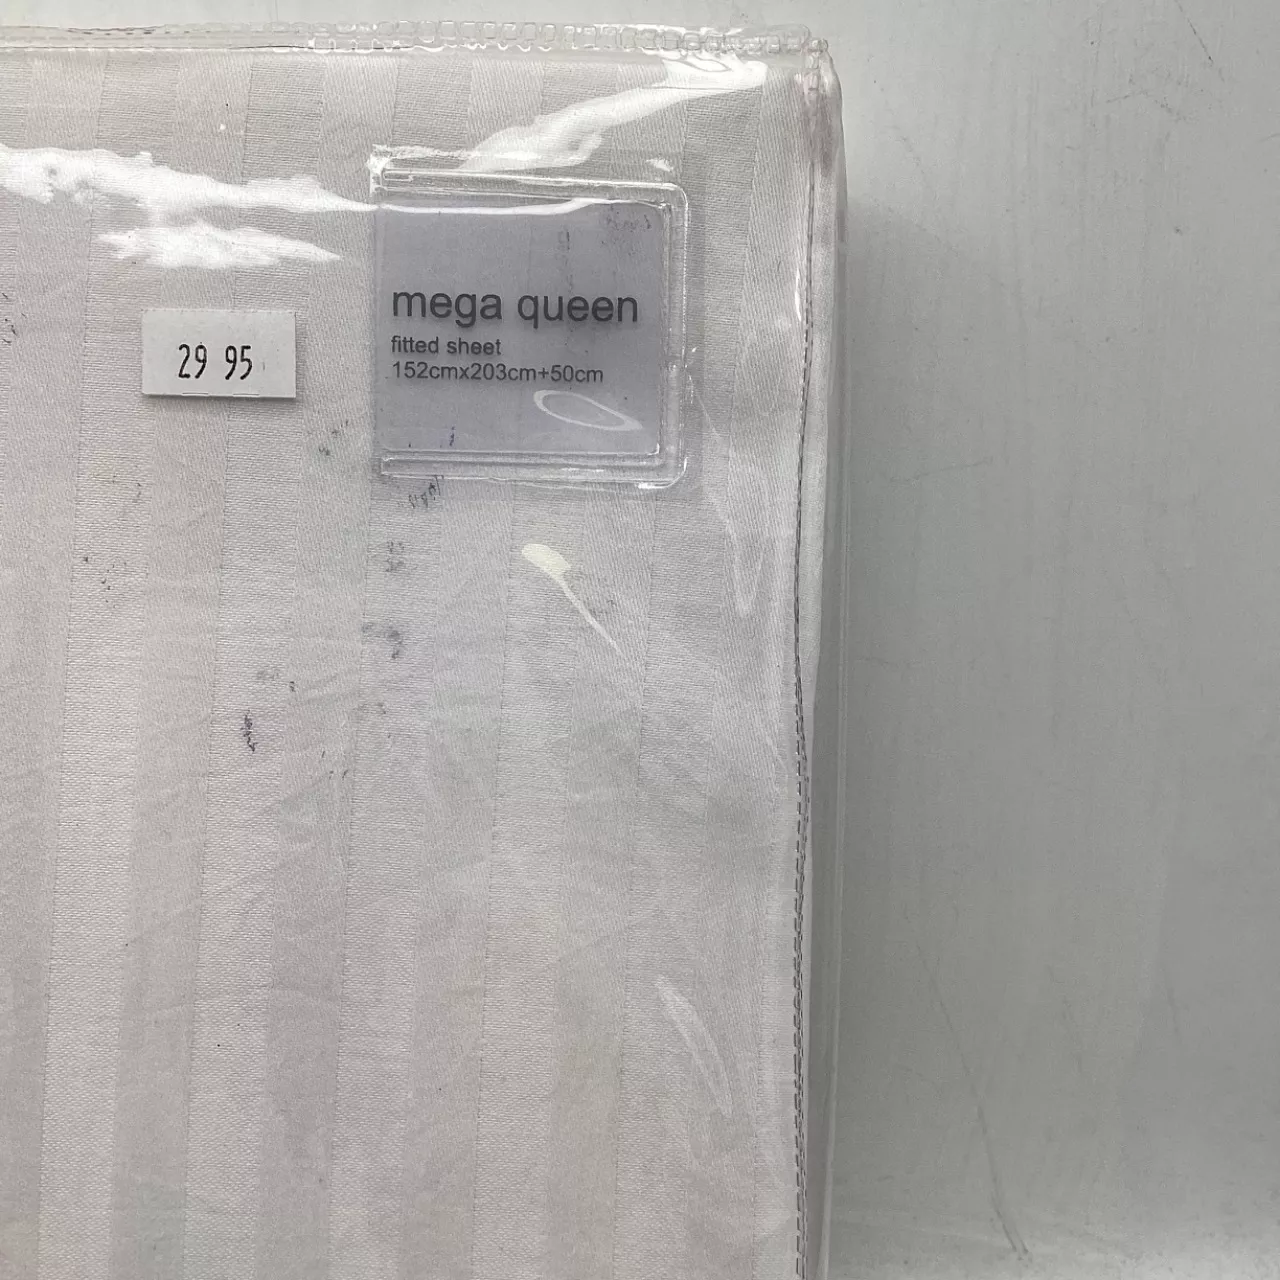 mega queen
fitted sheet
152cmx203cm+50cm
29 95